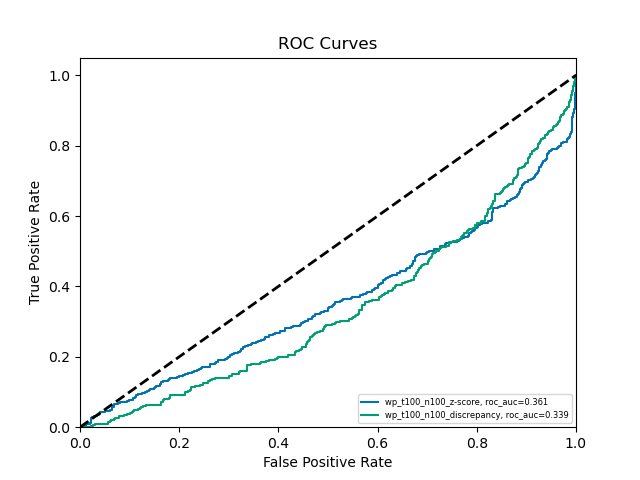 ROC Curves
True Positive Rate
1.0
0.8
0.6
0.4
0.2
0.0
0.0 0.2 0.4 0.6 0.8 1.0
False Positive Rate
wp_t100_n100_z-score, roc_auc=0.361
wp_t100_n100_discrepancy, roc_auc=0.339